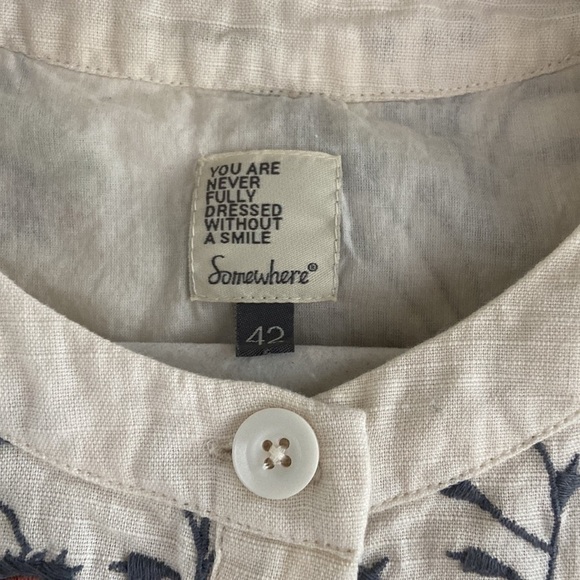 YOU ARE
NEVER
FULLY
DRESSED
WITHOUT
A SMILE
Somewhere®
42